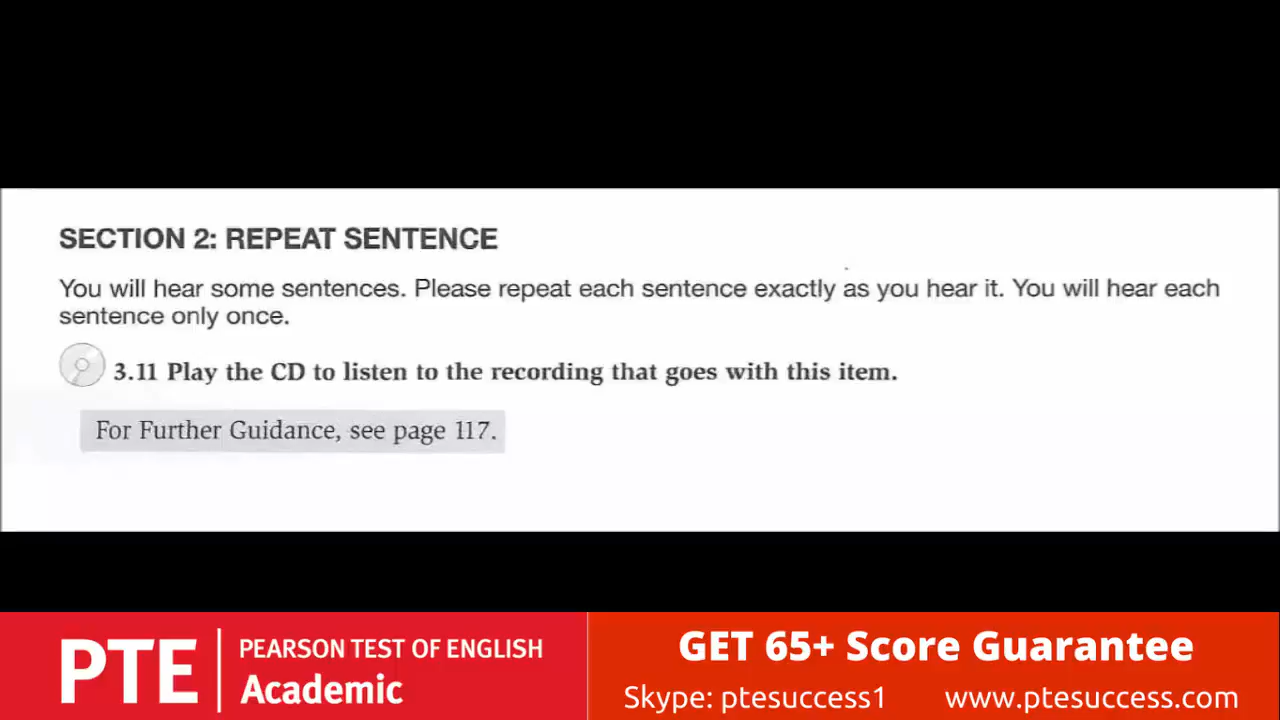 SECTION 2: REPEAT SENTENCE
You will hear some sentences. Please repeat each sentence exactly as you hear it. You will hear each
sentence only once.
3.11 Play the CD to listen to the recording that goes with this item.
For Further Guidance, see page 117.
PTE
PEARSON TEST OF ENGLISH
Academic
GET 65+ Score Guarantee
Skype: ptesuccess1 www.ptesuccess.com